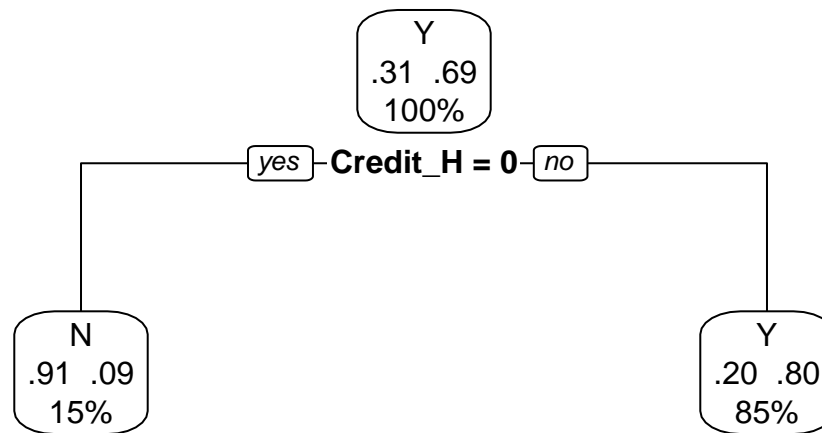 Y
.31 .69
100%
yes Credit_H = 0 no
N
.91 .09
15%
Y
.20 .80
85%